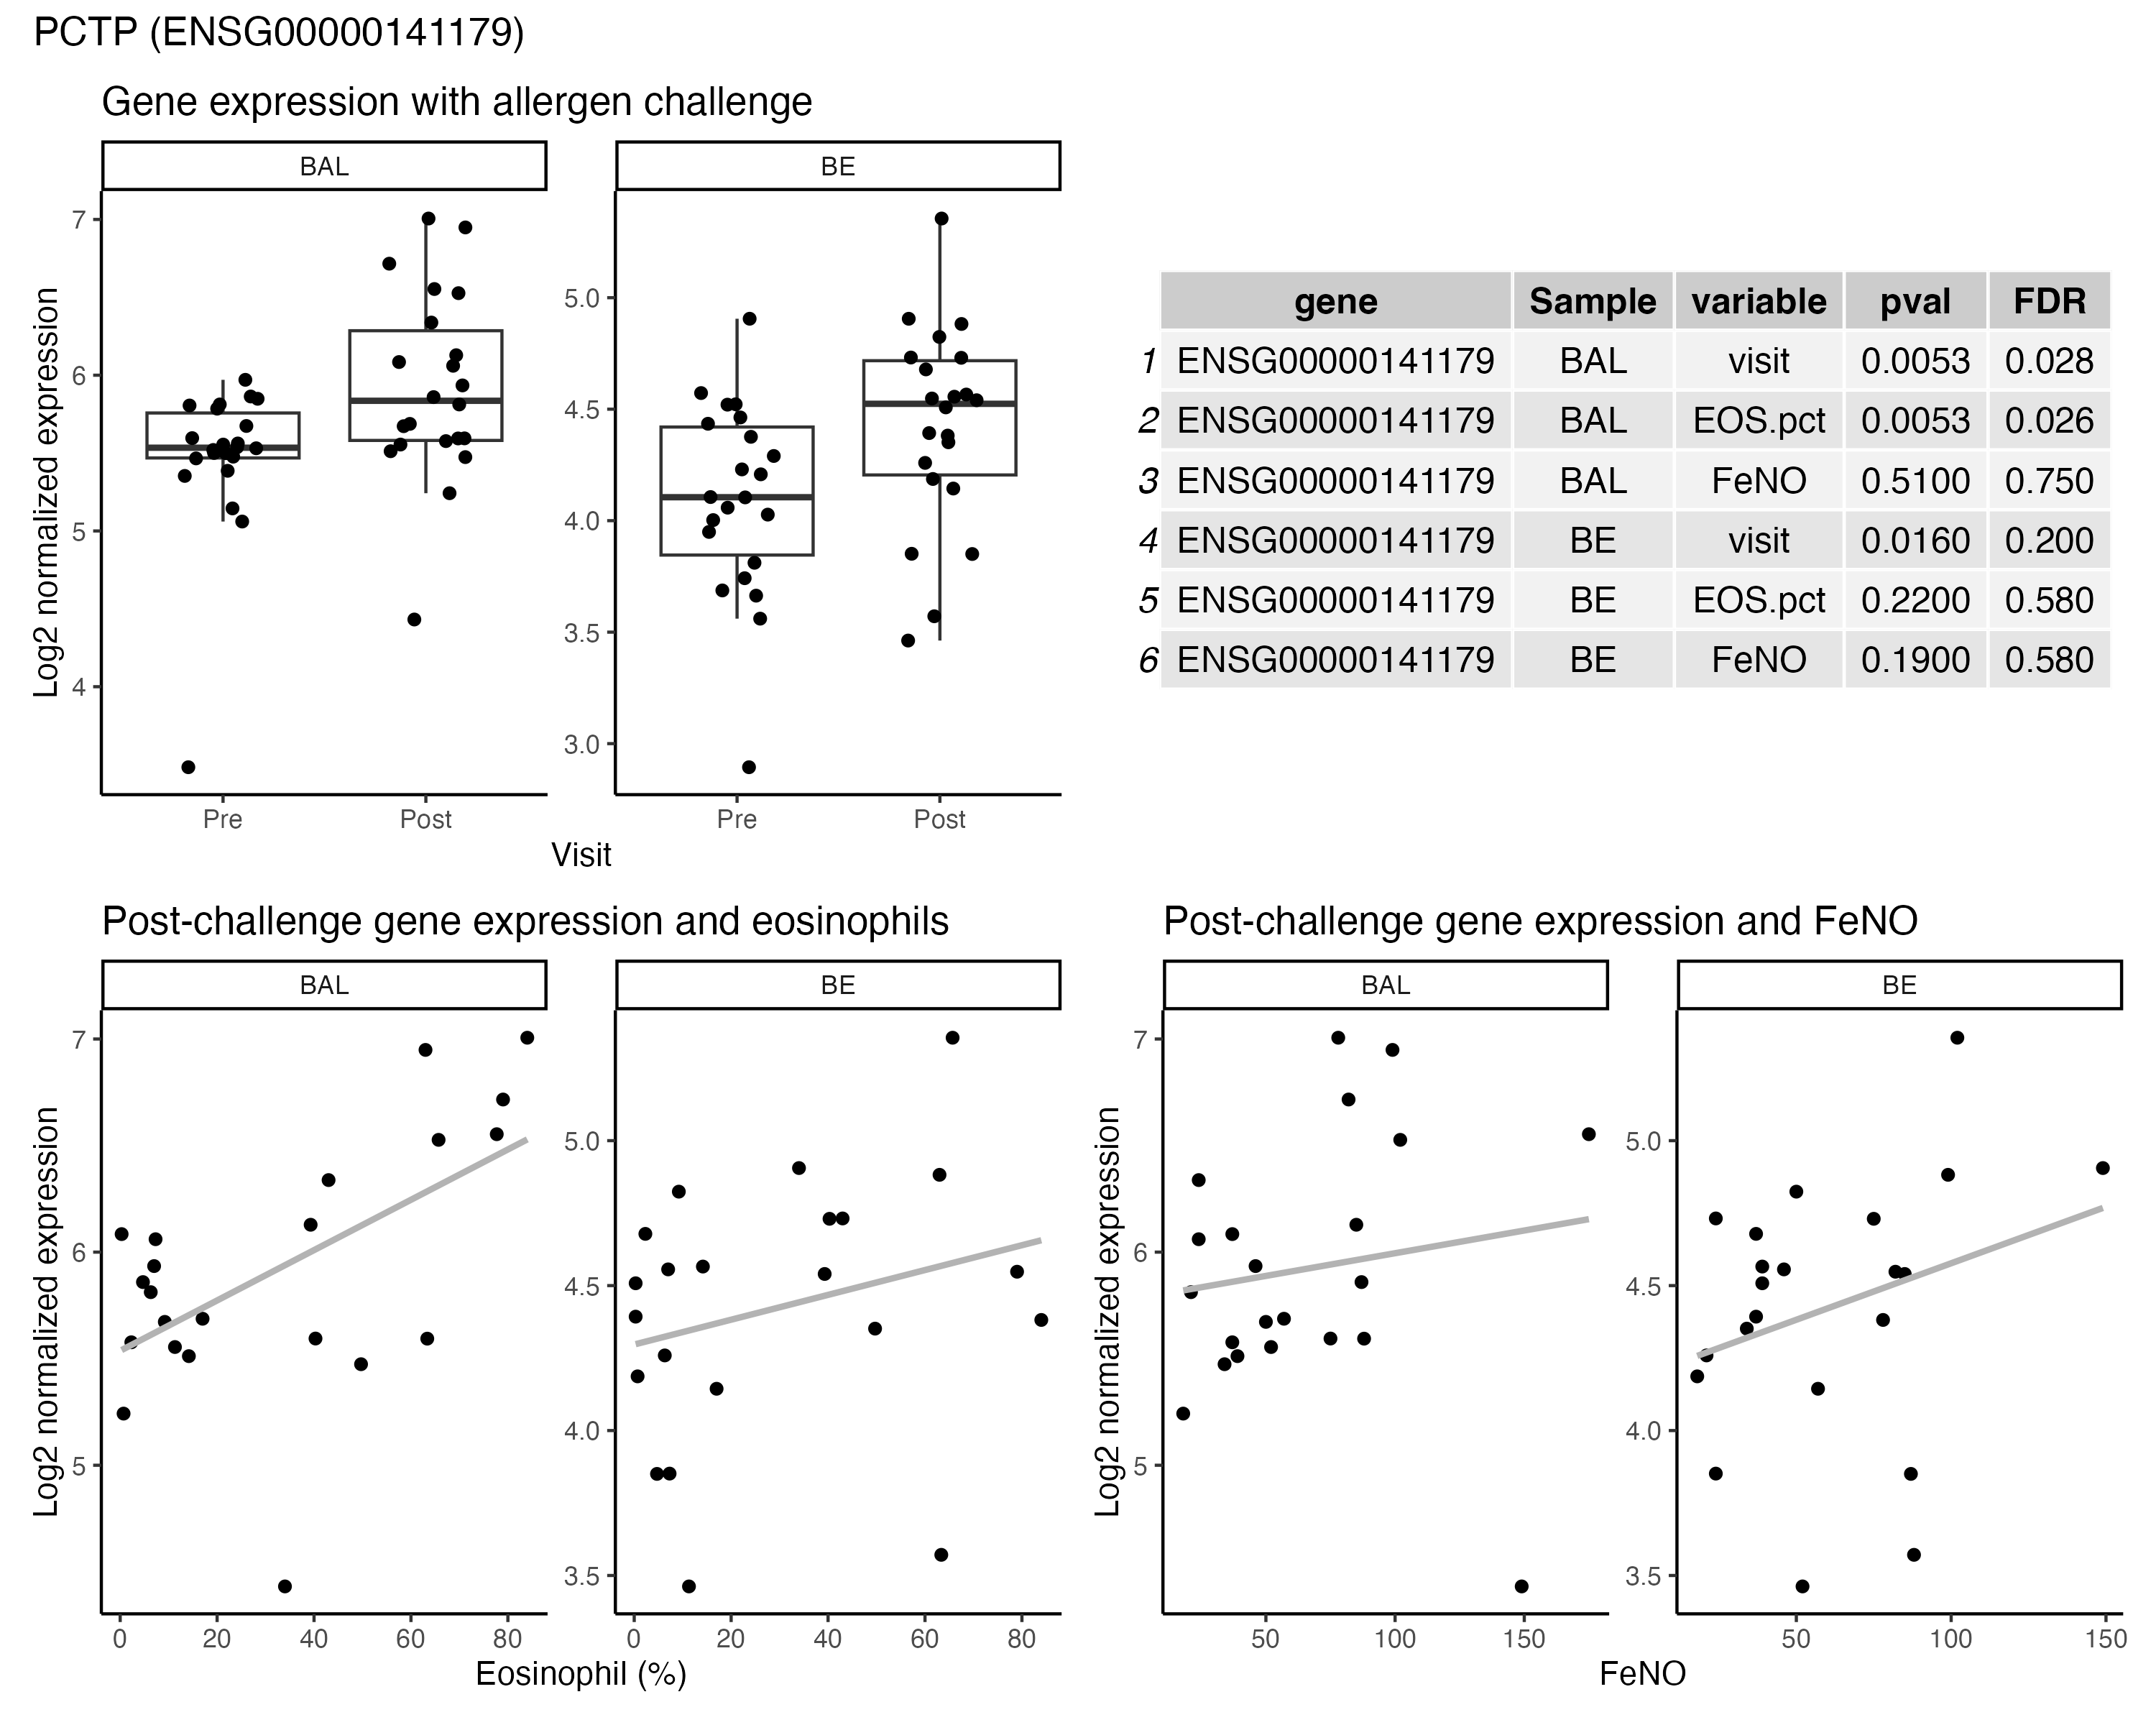 PCTP (ENSG00000141179)
Gene expression with allergen challenge
BAL BE
Log2 normalized expression
7
6
5
4
5.0
4.5
4.0
3.5
3.0
Pre Post Pre Post
Visit
gene Sample variable pval FDR
1 ENSG00000141179 BAL visit 0.0053 0.028
2 ENSG00000141179 BAL EOS.pct 0.0053 0.026
3 ENSG00000141179 BAL FeNO 0.5100 0.750
4 ENSG00000141179 BE visit 0.0160 0.200
5 ENSG00000141179 BE EOS.pct 0.2200 0.580
6 ENSG00000141179 BE FeNO 0.1900 0.580
Post-challenge gene expression and eosinophils
BAL BE
Log2 normalized expression
7
6
5
5.0
4.5
4.0
3.5
0 20 40 60 80 0 20 40 60 80
Eosinophil (%)
Post-challenge gene expression and FeNO
BAL BE
Log2 normalized expression
7
6
5
5.0
4.5
4.0
3.5
50 100 150 50 100 150
FeNO